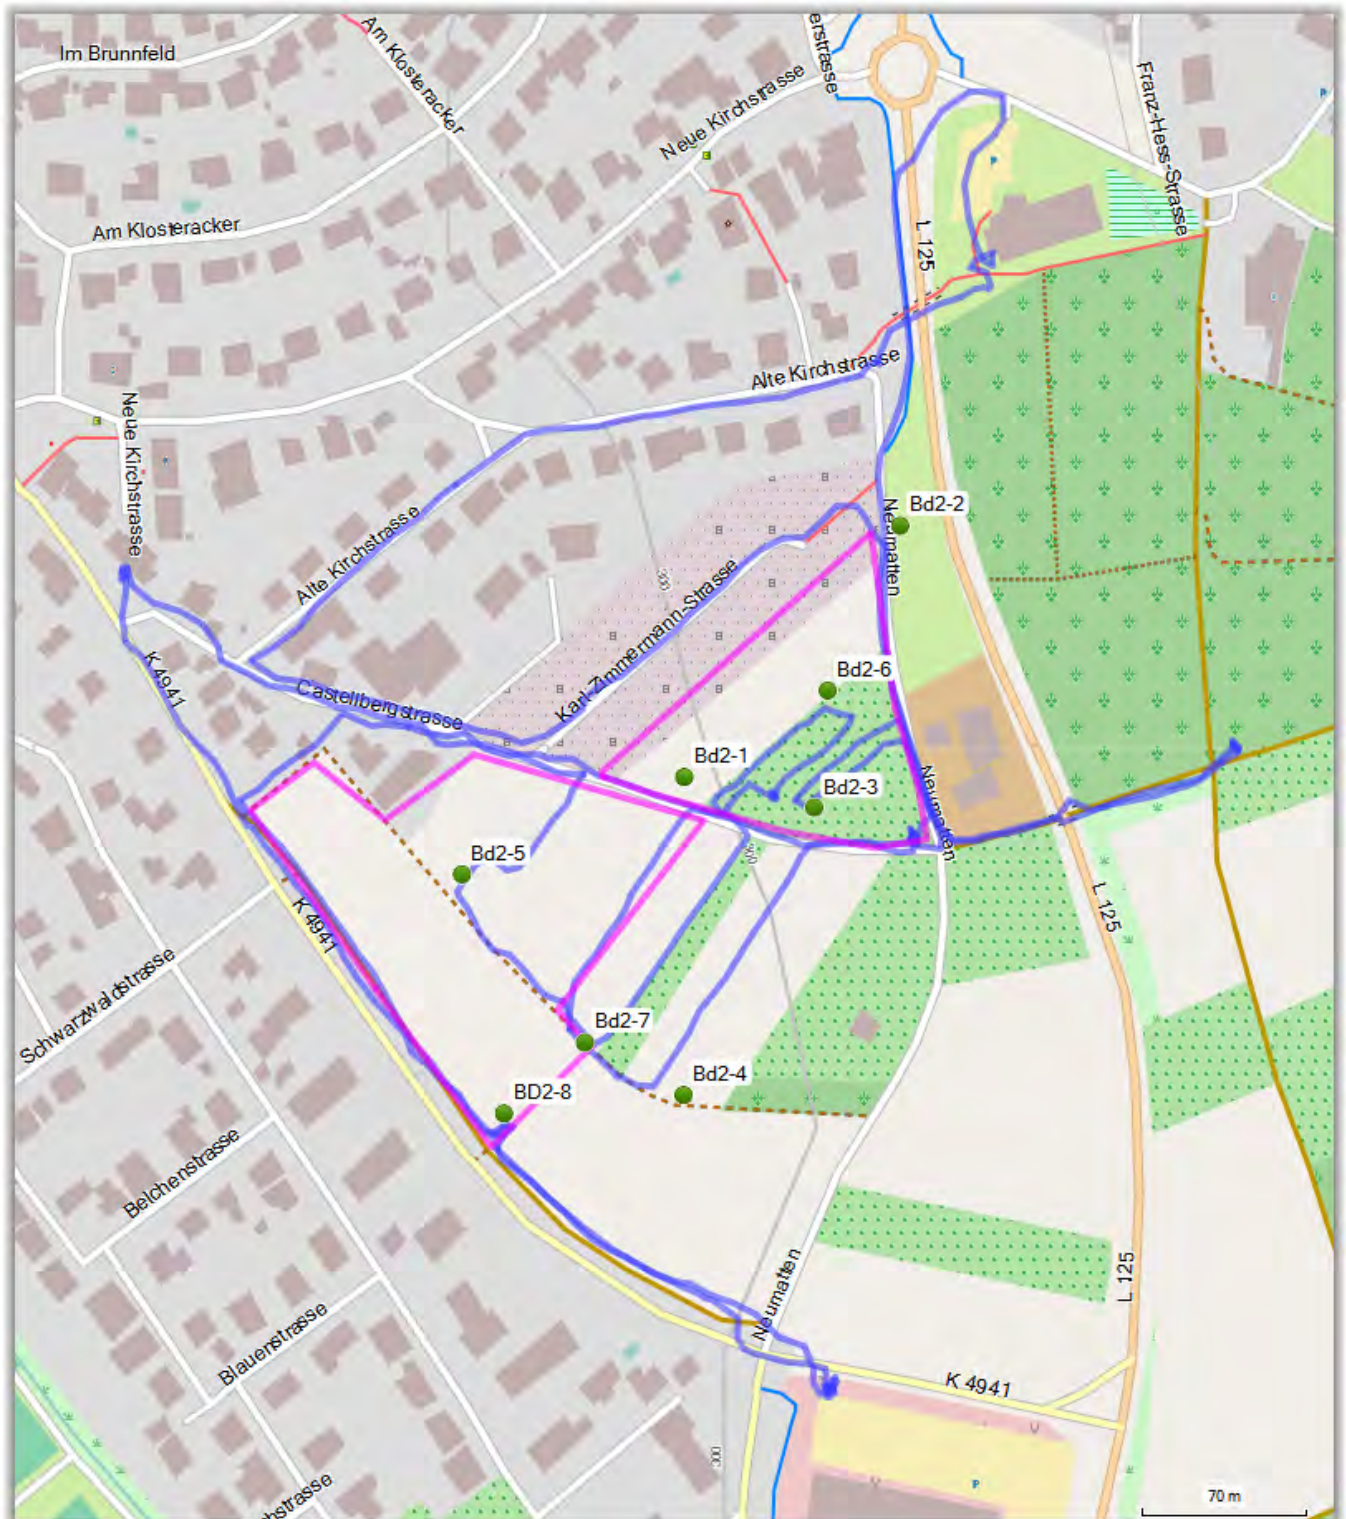 Im Brunnfeld
Am Klosteracker
Neue Kirchstrasse
erstrasse
Franz-Hess-Strasse
P
P
Am Klosteracker
L 125
Alte Kirchstrasse
Neue Kirchstrasse
Alte Kirchstrasse
Bd2-2
Neumatten
300
Karl-Zimmermann-Strasse
K 4941
Castellbergstrasse
Bd2-6
Bd2-1
Bd2-3
Neumatten
Bd2-5
K 4941
L 125
Schwarzwaldstrasse
Bd2-7
Bd2-4
BD2-8
Belchenstrasse
Neumatten
L 125
Blauenstrasse
K 4941
300
P
70 m